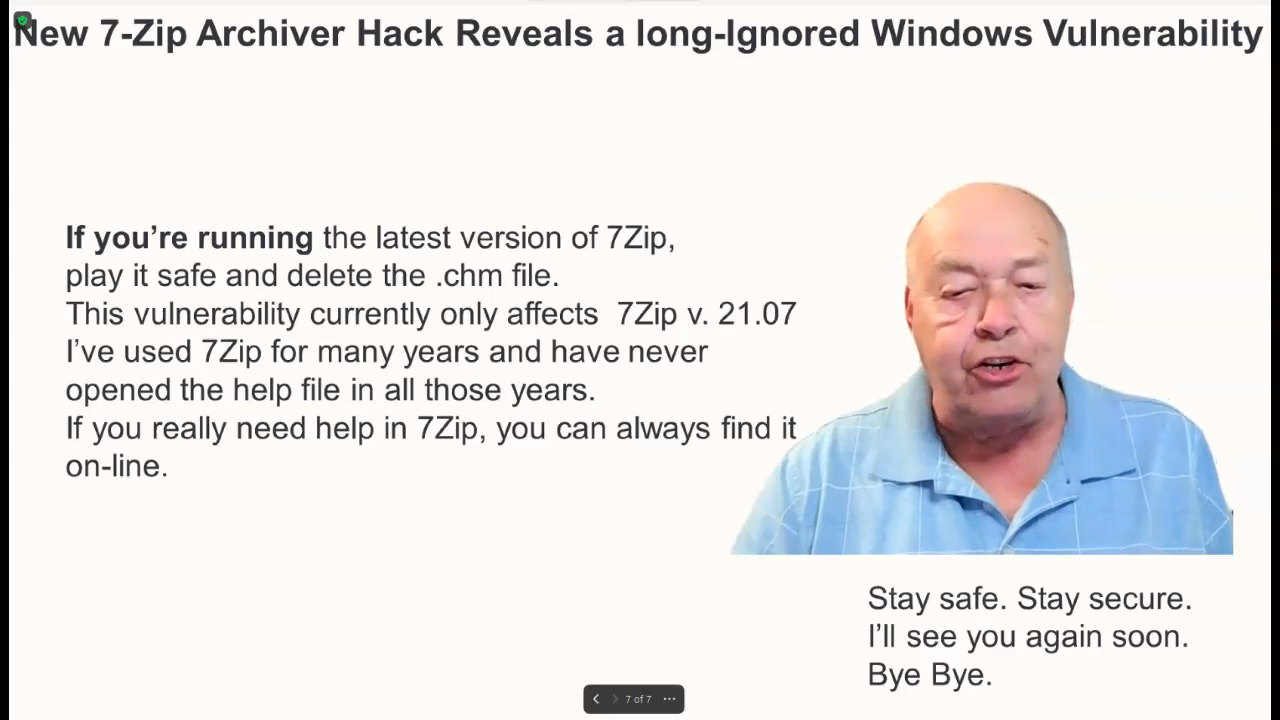 New 7-Zip Archiver Hack Reveals a long-Ignored Windows Vulnerability
If you’re running the latest version of 7Zip,
play it safe and delete the .chm file.
This vulnerability currently only affects  7Zip v. 21.07
I’ve used 7Zip for many years and have never
opened the help file in all those years.
If you really need help in 7Zip, you can always find it
on-line.
Stay safe. Stay secure.
I’ll see you again soon.
Bye Bye.
7 of 7